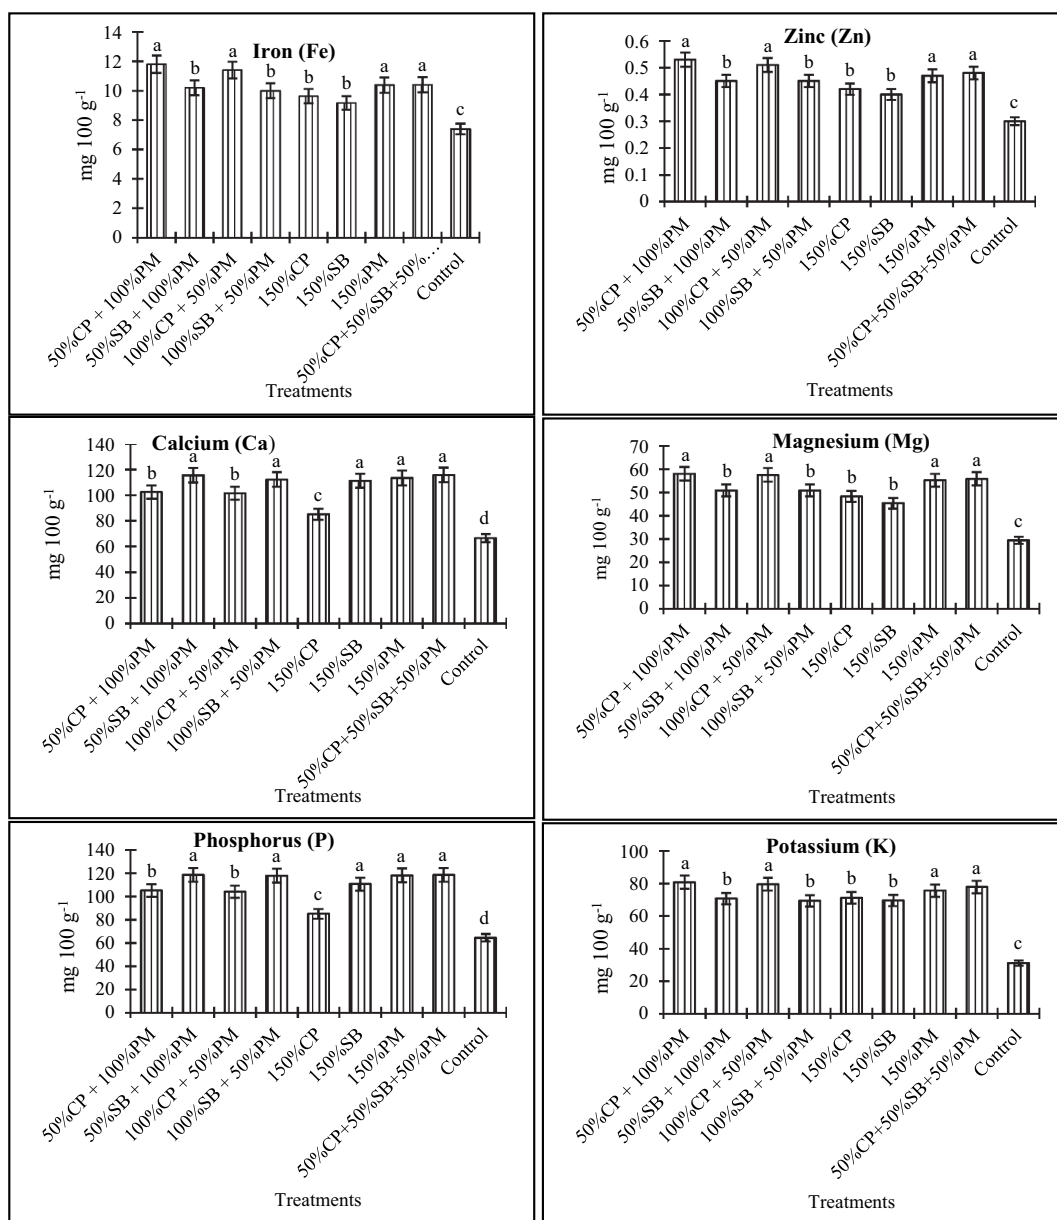 Iron (Fe)
mg 100 g⁻¹
14
12
10
8
6
4
2
0
a
b
a
b
b
b
a
a
c
50%CP + 100%PM
50%SB + 100%PM
100%CP + 50%PM
100%SB + 50%PM
150%CP
150%SB
150%PM
50%CP+50%SB+50%…
Control
Treatments
Zinc (Zn)
mg 100 g⁻¹
0.6
0.5
0.4
0.3
0.2
0.1
0
a
b
a
b
b
b
a
a
c
50%CP + 100%PM
50%SB + 100%PM
100%CP + 50%PM
100%SB + 50%PM
150%CP
150%SB
150%PM
50%CP+50%SB+50%PM
Control
Treatments
Calcium (Ca)
mg 100 g⁻¹
140
120
100
80
60
40
20
0
b
a
b
a
c
a
a
a
d
50%CP + 100%PM
50%SB + 100%PM
100%CP + 50%PM
100%SB + 50%PM
150%CP
150%SB
150%PM
50%CP+50%SB+50%PM
Control
Treatments
Magnesium (Mg)
mg 100 g⁻¹
70
60
50
40
30
20
10
0
a
b
a
b
b
b
a
a
c
50%CP + 100%PM
50%SB + 100%PM
100%CP + 50%PM
100%SB + 50%PM
150%CP
150%SB
150%PM
50%CP+50%SB+50%PM
Control
Treatments
Phosphorus (P)
mg 100 g⁻¹
140
120
100
80
60
40
20
0
b
a
b
a
c
a
a
a
d
50%CP + 100%PM
50%SB + 100%PM
100%CP + 50%PM
100%SB + 50%PM
150%CP
150%SB
150%PM
50%CP+50%SB+50%PM
Control
Treatments
Potassium (K)
mg 100 g⁻¹
100
80
60
40
20
0
a
b
a
b
b
b
a
a
c
50%CP + 100%PM
50%SB + 100%PM
100%CP + 50%PM
100%SB + 50%PM
150%CP
150%SB
150%PM
50%CP+50%SB+50%PM
Control
Treatments